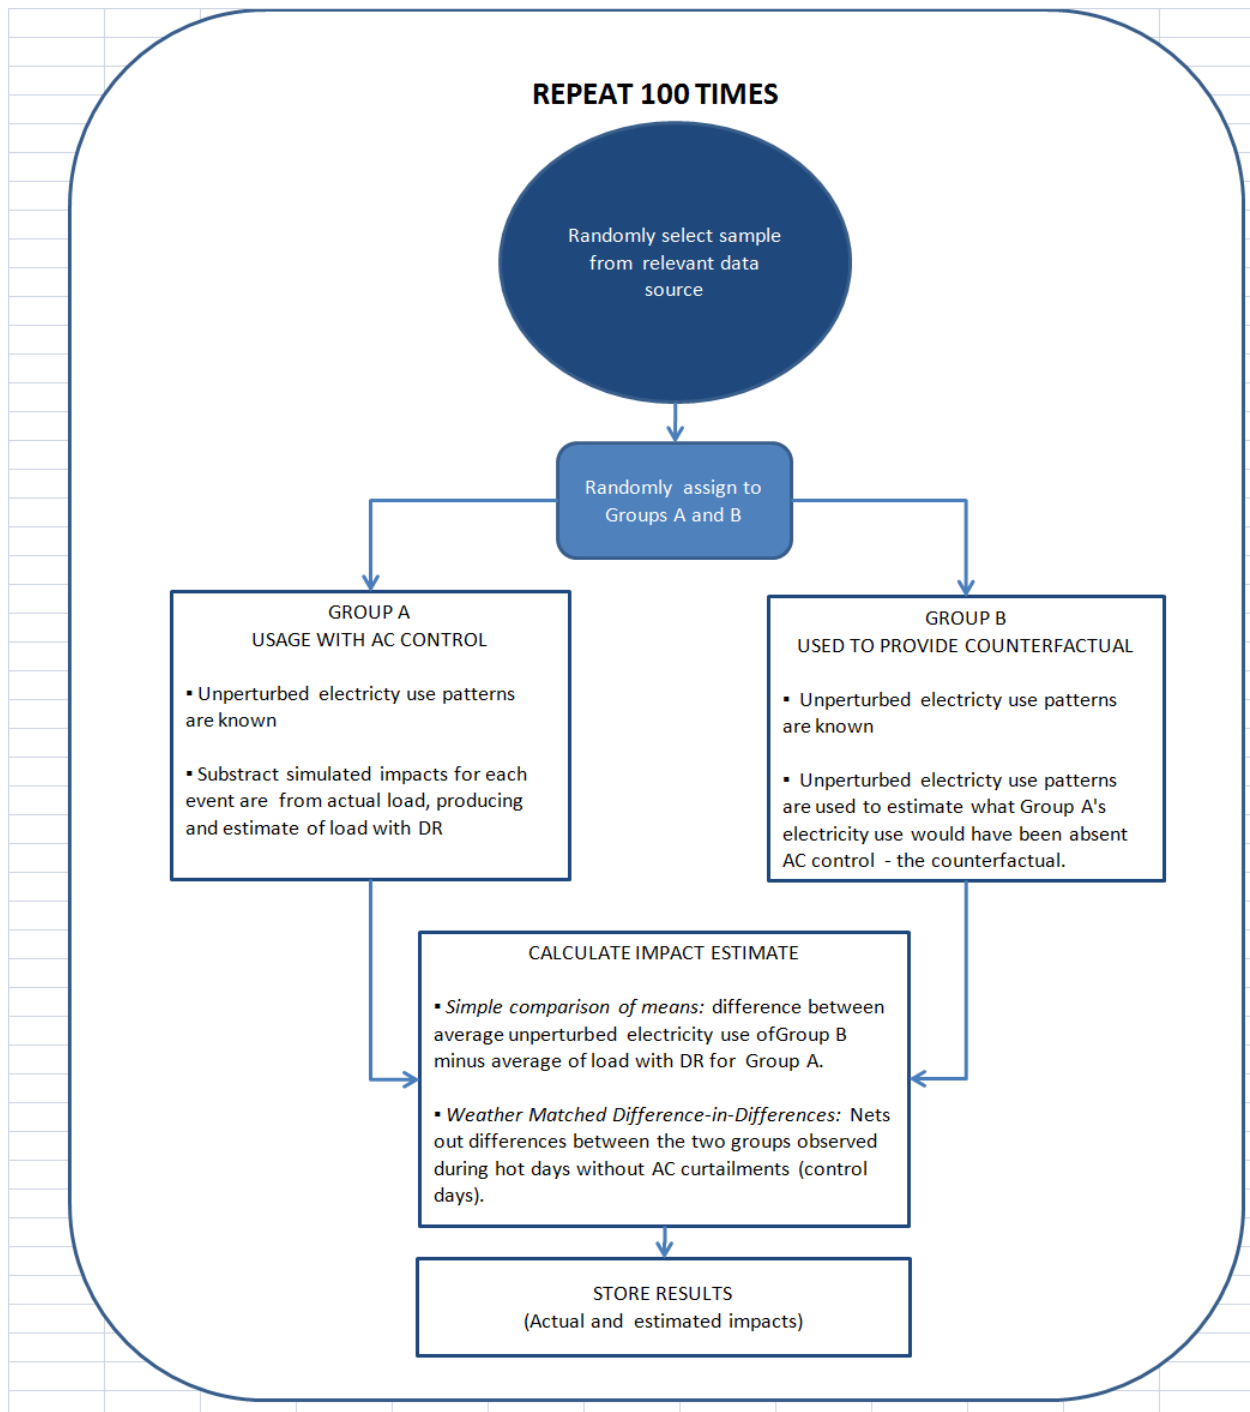 REPEAT 100 TIMES
Randomly select sample
from relevant data
source
Randomly assign to
Groups A and B
GROUP A
USAGE WITH AC CONTROL
▪ Unperturbed electricty use patterns
are known
▪ Substract simulated impacts for each
event are from actual load, producing
and estimate of load with DR
GROUP B
USED TO PROVIDE COUNTERFACTUAL
▪ Unperturbed electricty use patterns
are known
▪ Unperturbed electricty use patterns
are used to estimate what Group A's
electricity use would have been absent
AC control - the counterfactual.
CALCULATE IMPACT ESTIMATE
▪ Simple comparison of means: difference between
average unperturbed electricity use ofGroup B
minus average of load with DR for Group A.
▪ Weather Matched Difference-in-Differences: Nets
out differences between the two groups observed
during hot days without AC curtailments (control
days).
STORE RESULTS
(Actual and estimated impacts)